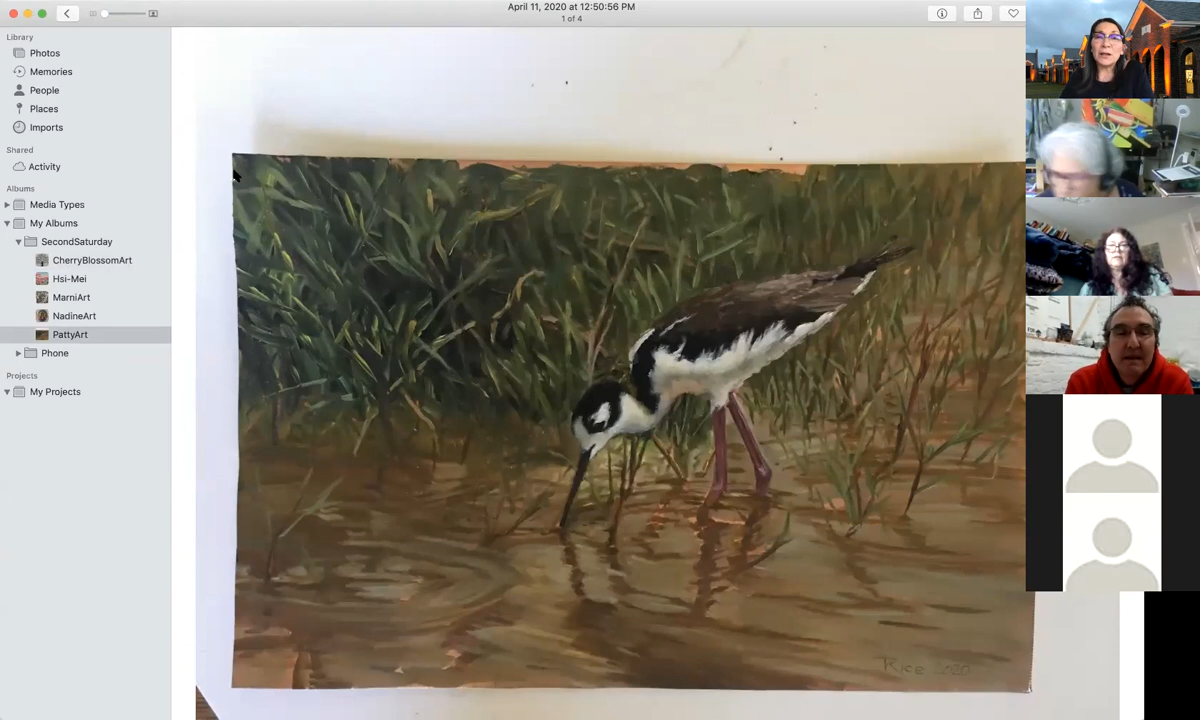 April 11, 2020 at 12:50:56 PM
1 of 4
Library
Photos
Memories
People
Places
Imports
Shared
Activity
Albums
Media Types
My Albums
SecondSaturday
CherryBlossomArt
Hsi-Mei
MarniArt
NadineArt
PattyArt
Phone
Projects
My Projects
Rice 2020